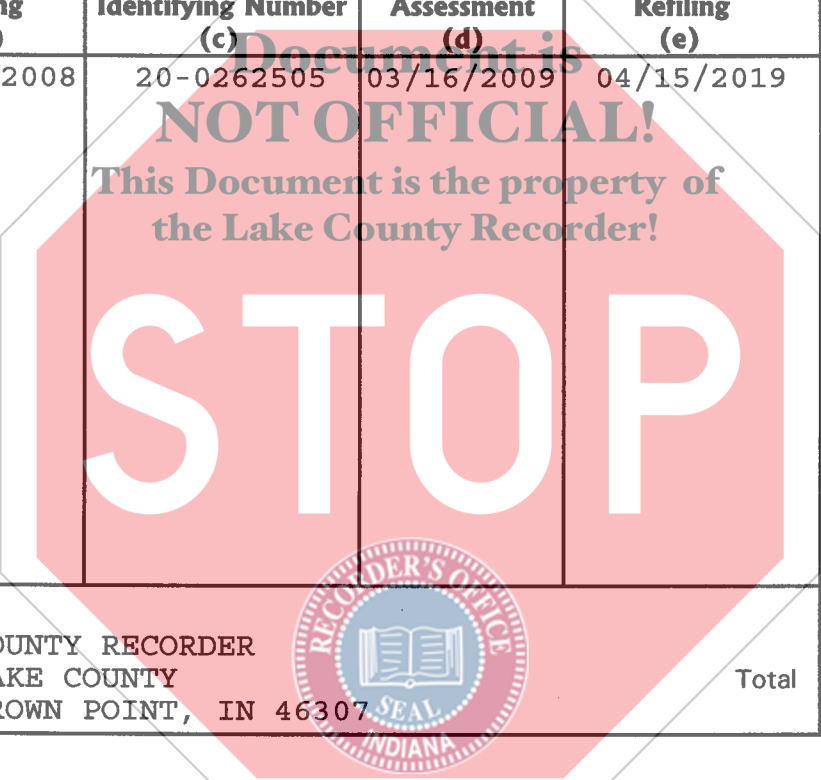 ng Identifying Number Assessment Refiling
) (c) (d) (e)
Document is
2008 20-0262505 03/16/2009 04/15/2019
NOT OFFICIAL!
This Document is the property of
the Lake County Recorder!
STOP
RECORDER'S OFFICE
SEAL
INDIANA
OUNTY RECORDER
AKE COUNTY Total
ROWN POINT, IN 46307